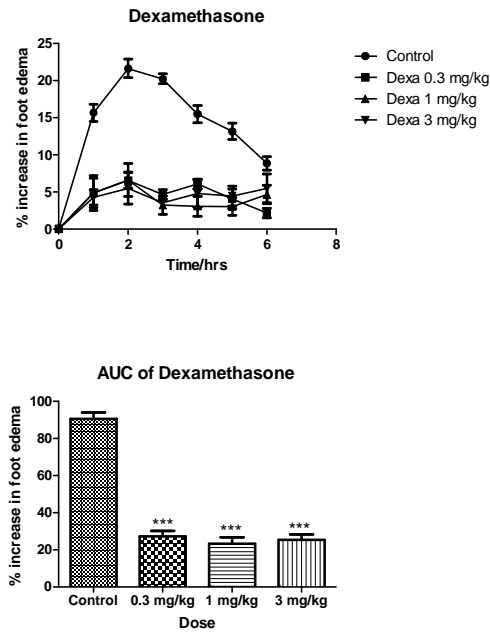 Dexamethasone
% increase in foot edema
25
20
15
10
5
0
0 2 4 6 8
Time/hrs
Control
Dexa 0.3 mg/kg
Dexa 1 mg/kg
Dexa 3 mg/kg
AUC of Dexamethasone
% increase in foot edema
100
80
60
40
20
0
*** *** ***
Control 0.3 mg/kg 1 mg/kg 3 mg/kg
Dose